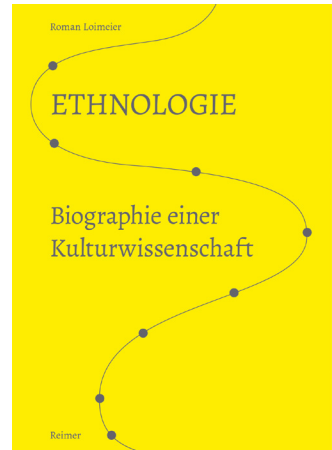 Roman Loimeier
ETHNOLOGIE
Biographie einer
Kulturwissenschaft
Reimer